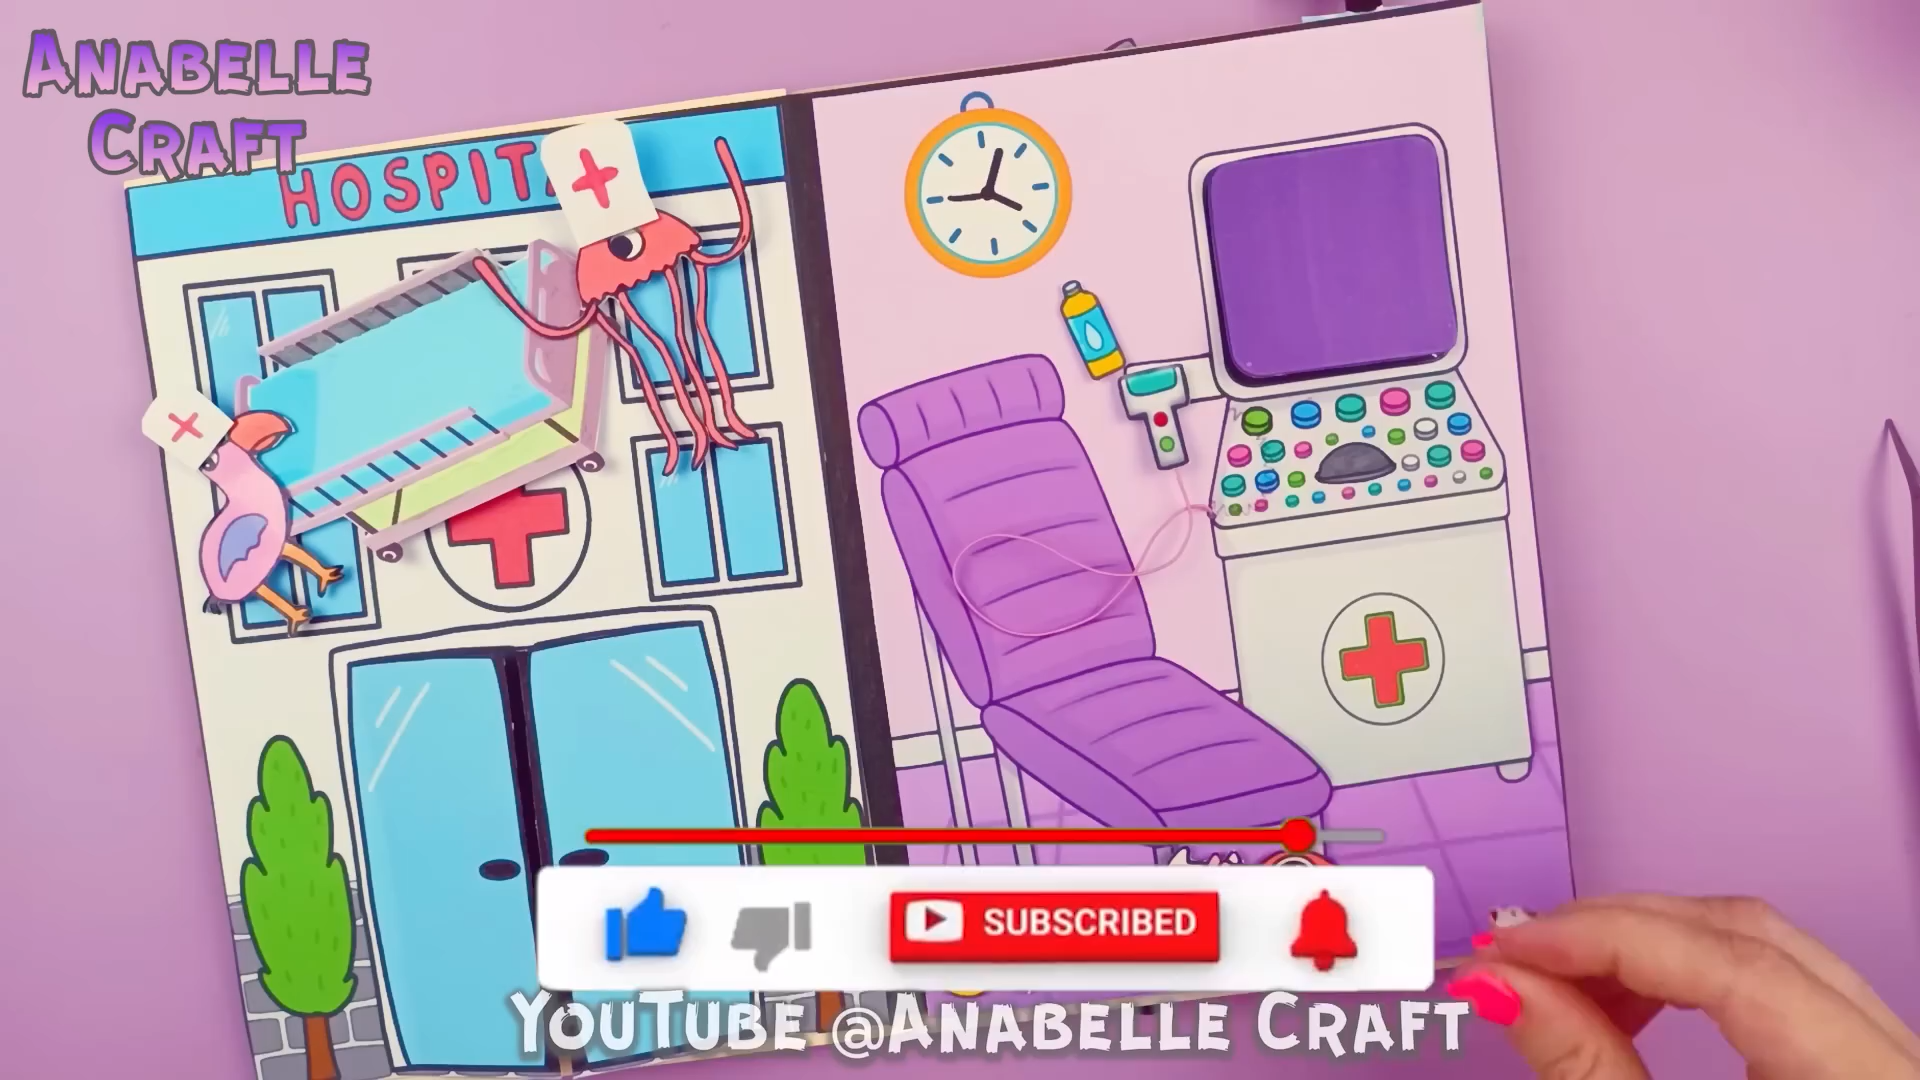 ANABELLE
CRAFT
HOSPIT
SUBSCRIBED
YOUTUBE @ANABELLE CRAFT